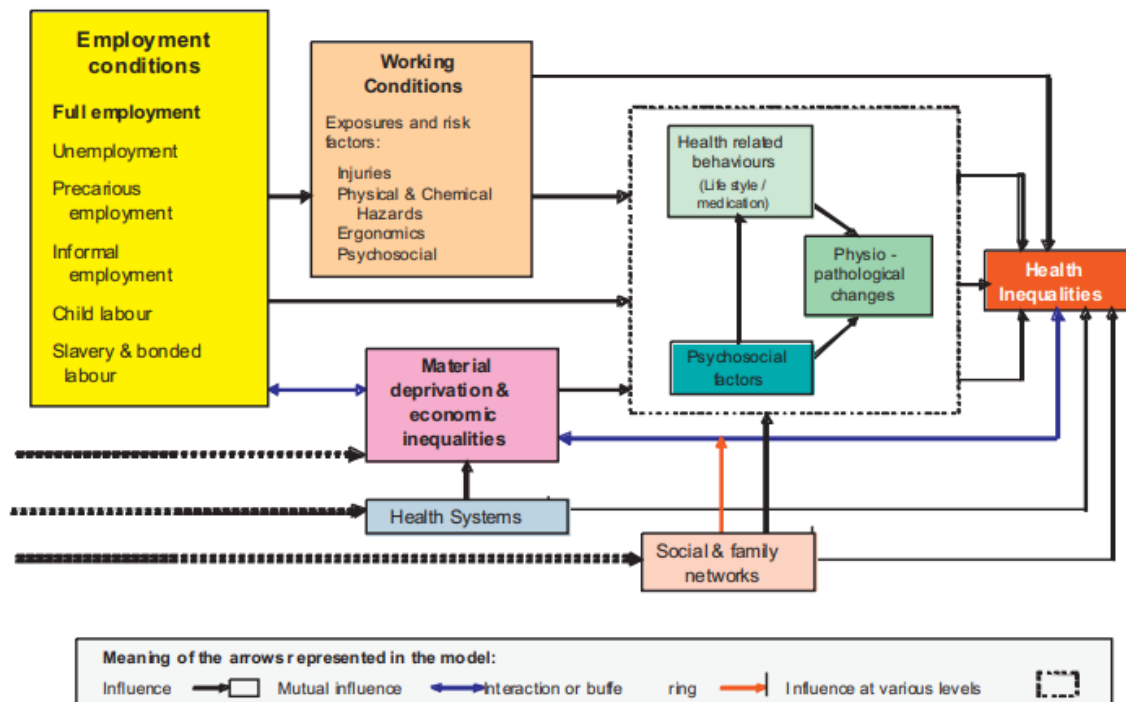 Employment
conditions
Full employment
Unemployment
Precarious
employment
Informal
employment
Child labour
Slavery & bonded
labour
Working
Conditions
Exposures and risk
factors:
Injuries
Physical & Chemical
Hazards
Ergonomics
Psychosocial
Material
deprivation &
economic
inequalities
Health Systems
Health related
behaviours
(Life style /
medication)
Physio -
pathological
changes
Psychosocial
factors
Social & family
networks
Health
Inequalities
Meaning of the arrows represented in the model:
Influence Mutual influence Interaction or buffe ring Influence at various levels